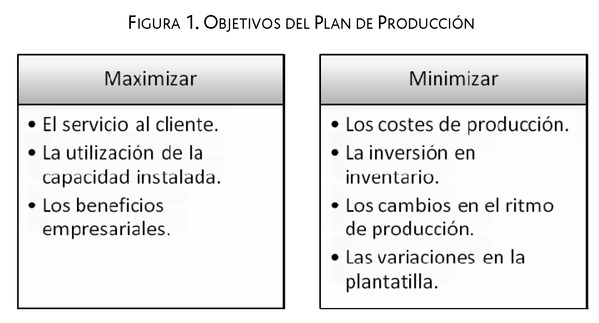 FIGURA 1. OBJETIVOS DEL PLAN DE PRODUCCIÓN
Maximizar
• El servicio al cliente.
• La utilización de la
capacidad instalada.
• Los beneficios
empresariales.
Minimizar
• Los costes de producción.
• La inversión en
inventario.
• Los cambios en el ritmo
de producción.
• Las variaciones en la
plantatilla.